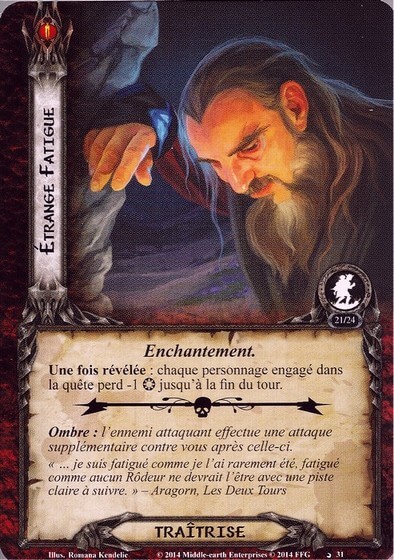 ÉTRANGE FATIGUE
21/24
Enchantement.
Une fois révélée : chaque personnage engagé dans
la quête perd -1 jusqu'à la fin du tour.
Ombre : l'ennemi attaquant effectue une attaque
supplémentaire contre vous après celle-ci.
« ... je suis fatigué comme je l'ai rarement été, fatigué
comme aucun Rôdeur ne devrait l'être avec une piste
claire à suivre. » – Aragorn, Les Deux Tours
TRAÎTRISE
Illus. Romana Kendelic © 2014 Middle-earth Enterprises © 2014 FFG 31